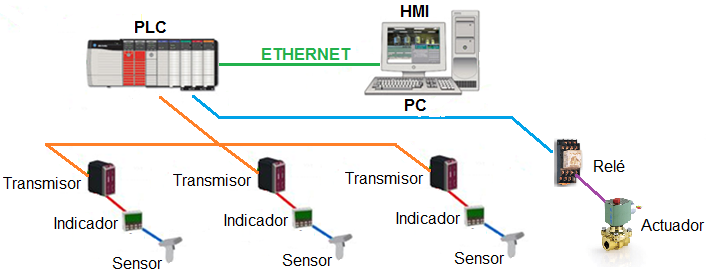 HMI
PLC
ETHERNET
PC
Relé
Transmisor
Transmisor
Transmisor
Indicador
Indicador
Indicador
Actuador
Sensor
Sensor
Sensor